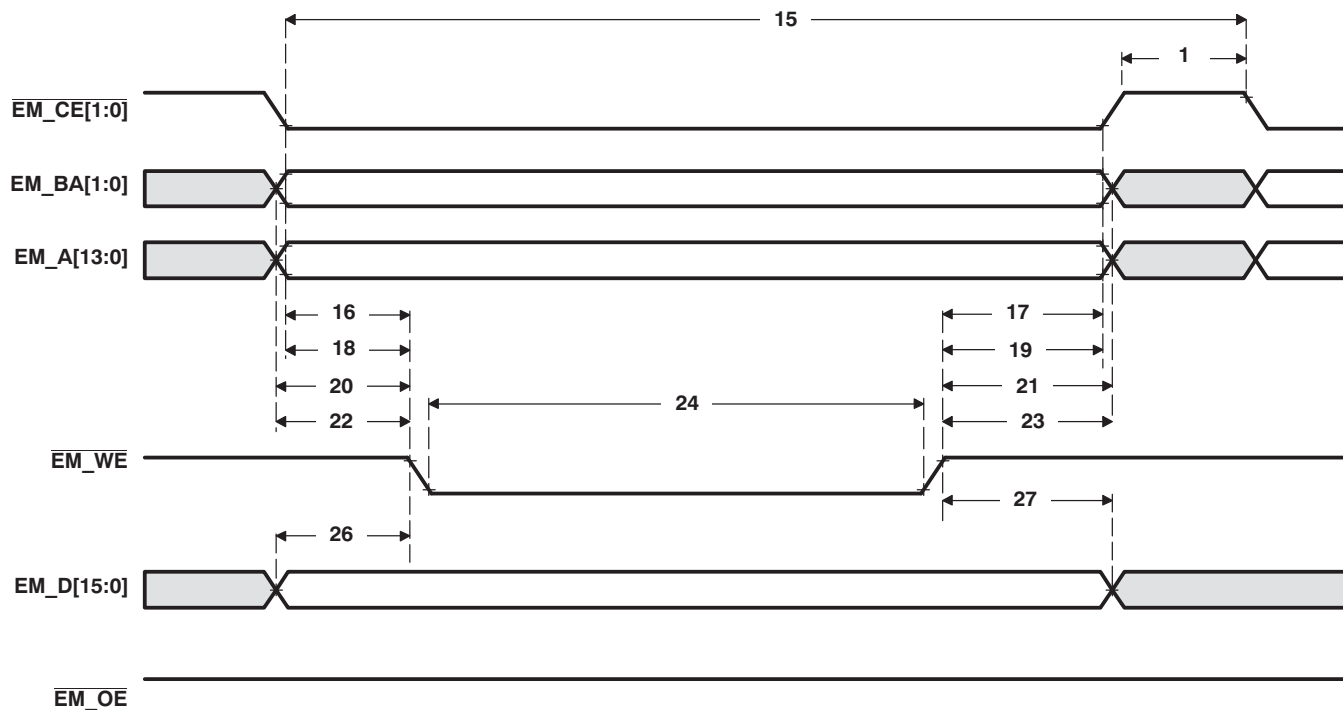 15
1
EM_CE[1:0]
EM_BA[1:0]
EM_A[13:0]
16
17
18
19
20
21
24
22
23
EM_WE
27
26
EM_D[15:0]
EM_OE